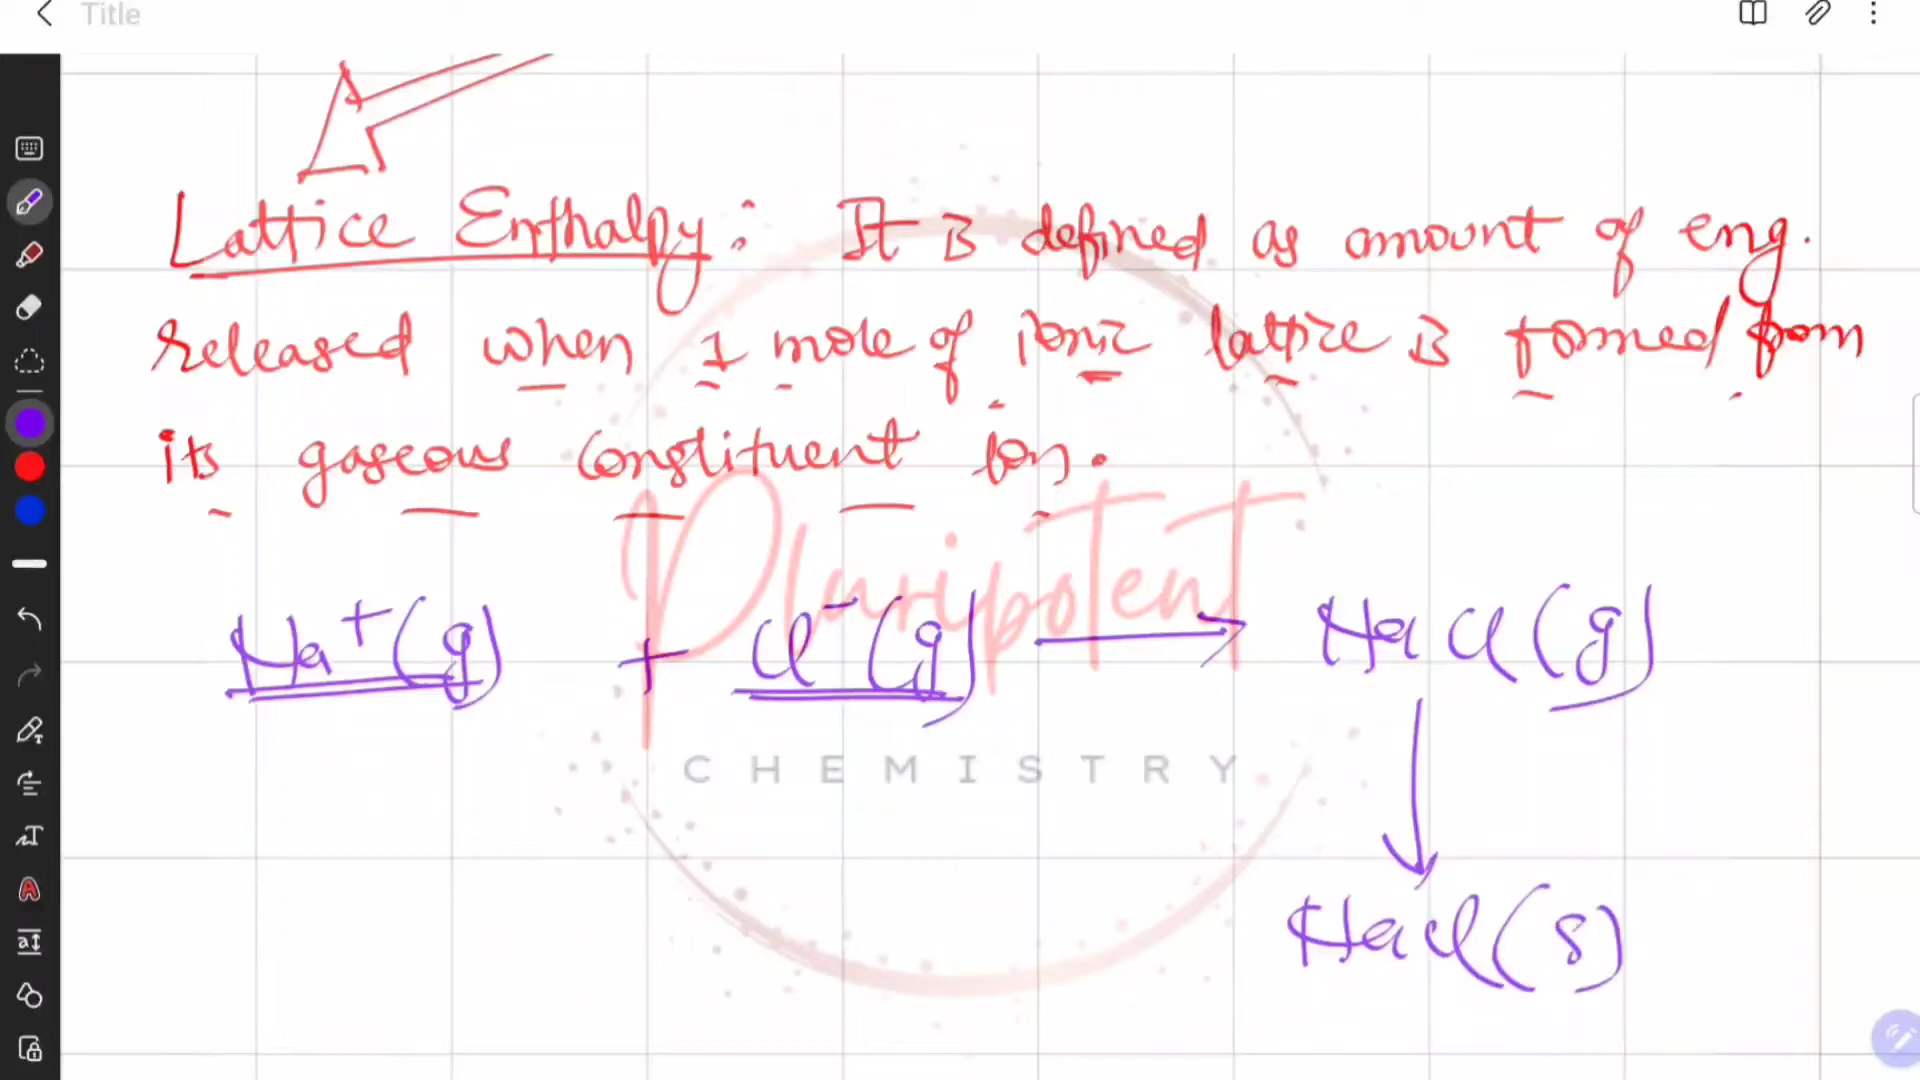 Title
Lattice Enthalpy: It is defined as amount of eng.
released when 1 mole of ionic lattice is formed from
its gaseous constituent ion.
Na+(g) + Cl-(g) → NaCl(g)
Pluripotent
CHEMISTRY
NaCl(s)